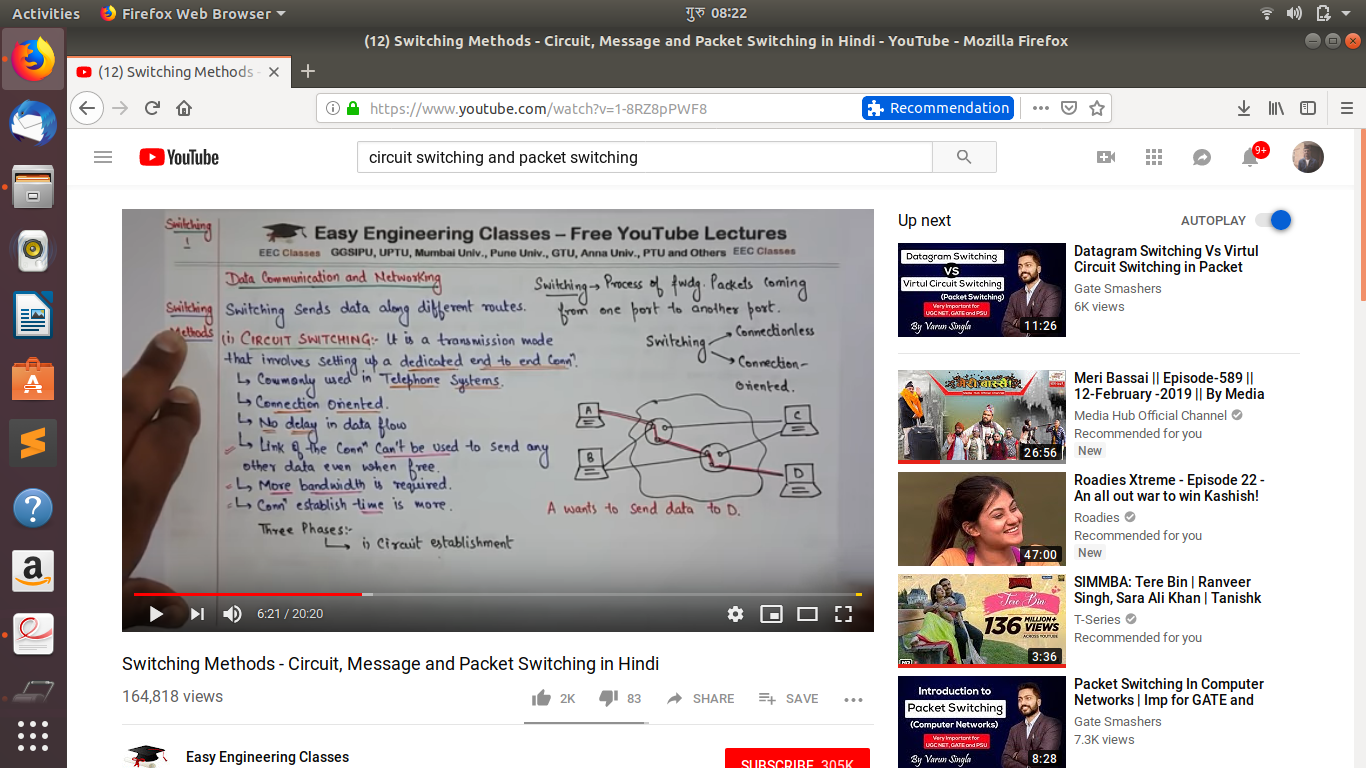 Activities
Firefox Web Browser
गुरु 08:22
(12) Switching Methods - Circuit, Message and Packet Switching in Hindi - YouTube - Mozilla Firefox
(12) Switching Methods -
https://www.youtube.com/watch?v=1-8RZ8pPWF8
Recommendation
YouTube
circuit switching and packet switching
9+
Switching
1
Easy Engineering Classes – Free YouTube Lectures
EEC Classes GGSIPU, UPTU, Mumbai Univ., Pune Univ., GTU, Anna Univ., PTU and Others EEC Classes
Data Communication and Networking
Switching → Process of fwdg. Packets coming
from one port to another port.
Switching
Methods
Switching sends data along different routes.
(i) CIRCUIT SWITCHING:- It is a transmission mode
that involves setting up a dedicated end to end Connⁿ.
↳ Commonly used in Telephone Systems.
↳ Connection Oriented.
↳ No delay in data flow
↳ Link of the Connⁿ Can't be used to send any
other data even when free.
↳ More bandwidth is required.
↳ Connⁿ establish time is more.
Three Phases:-
↳ i) Circuit establishment
Switching
Connectionless
Connection-
Oriented.
A
B
C
D
A wants to send data to D.
6:21 / 20:20
Switching Methods - Circuit, Message and Packet Switching in Hindi
164,818 views
2K
83
SHARE
SAVE
Easy Engineering Classes
SUBSCRIBE 305K
Up next
AUTOPLAY
Datagram Switching
VS
Virtul Circuit Switching
(Packet Switching)
Very Important for
UGC NET, GATE and PSU
By Varun Singla
11:26
Datagram Switching Vs Virtul
Circuit Switching in Packet
Gate Smashers
6K views
26:56
Meri Bassai || Episode-589 ||
12-February -2019 || By Media
Media Hub Official Channel
Recommended for you
New
47:00
Roadies Xtreme - Episode 22 -
An all out war to win Kashish!
Roadies
Recommended for you
New
Tere Bin
136 MILLION+
VIEWS
ACROSS YOUTUBE
3:36
SIMMBA: Tere Bin | Ranveer
Singh, Sara Ali Khan | Tanishk
T-Series
Recommended for you
Introduction to
Packet Switching
(Computer Networks)
Very Important for
UGC NET, GATE and PSU
By Varun Singla
8:28
Packet Switching In Computer
Networks | Imp for GATE and
Gate Smashers
7.3K views